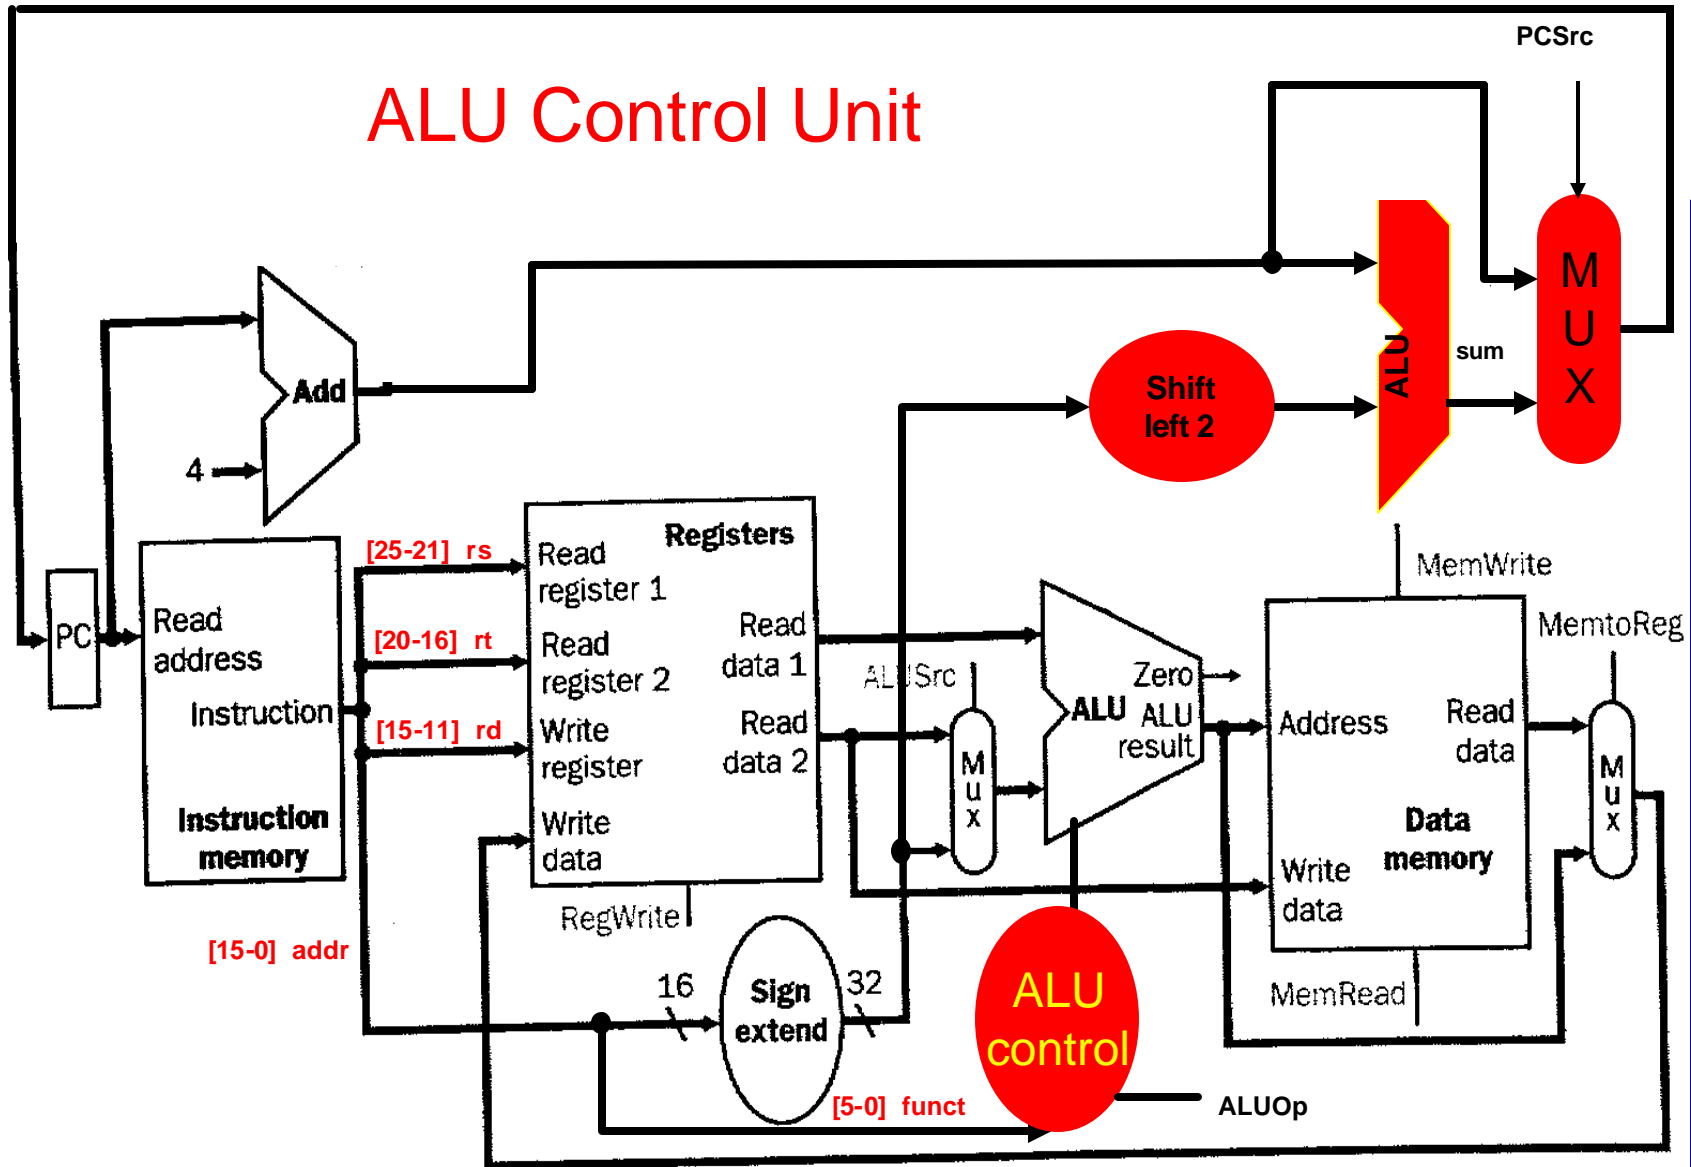 PCSrc
ALU Control Unit
M
U
X
ALU
sum
Shift
left 2
Add
4
[25-21] rs
Registers
Read
register 1
MemWrite
PC
Read
address
[20-16] rt
Read
register 2
Read
data 1
ALUSrc
Zero
MemtoReg
Instruction
[15-11] rd
Write
register
Read
data 2
Mux
ALU
ALU
result
Address
Read
data
Mux
Instruction
memory
Write
data
Data
memory
Write
data
RegWrite
[15-0] addr
16
Sign
extend
32
ALU
control
MemRead
[5-0] funct
ALUOp